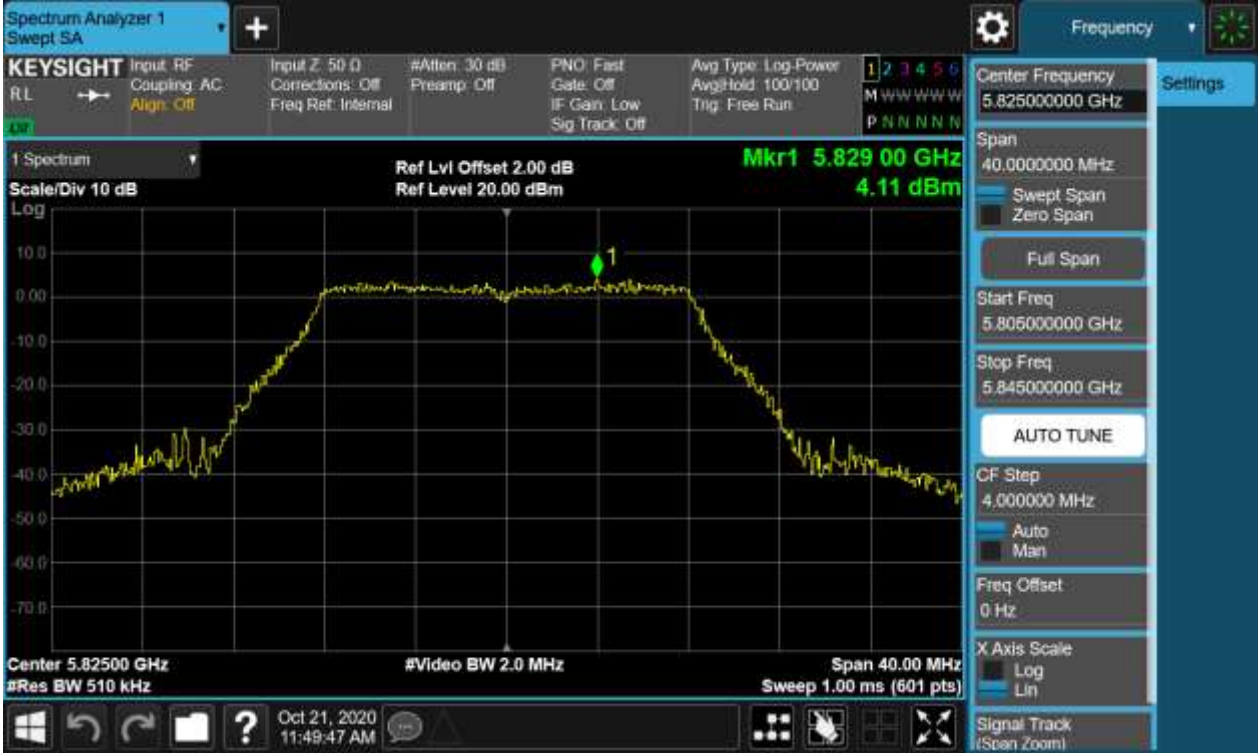 Spectrum Analyzer 1
Swept SA
Frequency
KEYSIGHT
RL
Input: RF
Coupling: AC
Align: Off
Input Z: 50 Ω
Corrections: Off
Freq Ref: Internal
#Atten: 30 dB
Preamp: Off
PNO: Fast
Gate: Off
IF Gain: Low
Sig Track: Off
Avg Type: Log-Power
Avg|Hold: 100/100
Trig: Free Run
1 2 3 4 5 6
M W W W W W
P N N N N N
1 Spectrum
Scale/Div 10 dB
Log
Ref Lvl Offset 2.00 dB
Ref Level 20.00 dBm
Mkr1 5.829 00 GHz
4.11 dBm
10.0
0.00
-10.0
-20.0
-30.0
-40.0
-50.0
-60.0
-70.0
1
Center 5.82500 GHz
#Res BW 510 kHz
#Video BW 2.0 MHz
Span 40.00 MHz
Sweep 1.00 ms (601 pts)
Center Frequency
5.825000000 GHz
Settings
Span
40.0000000 MHz
Swept Span
Zero Span
Full Span
Start Freq
5.805000000 GHz
Stop Freq
5.845000000 GHz
AUTO TUNE
CF Step
4.000000 MHz
Auto
Man
Freq Offset
0 Hz
X Axis Scale
Log
Lin
Signal Track
(Span Zoom)
?
Oct 21, 2020
11:49:47 AM